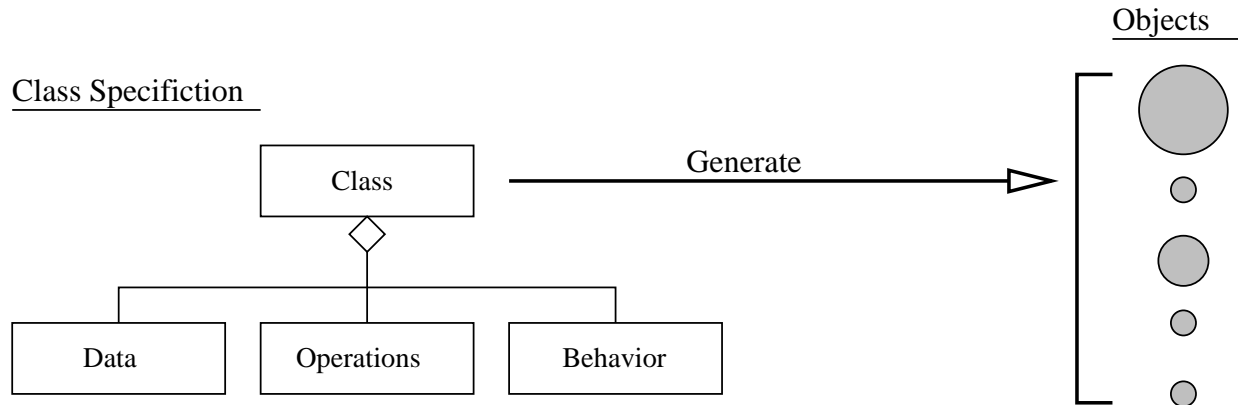 Objects
Class Specifiction
Class
Generate
Data
Operations
Behavior